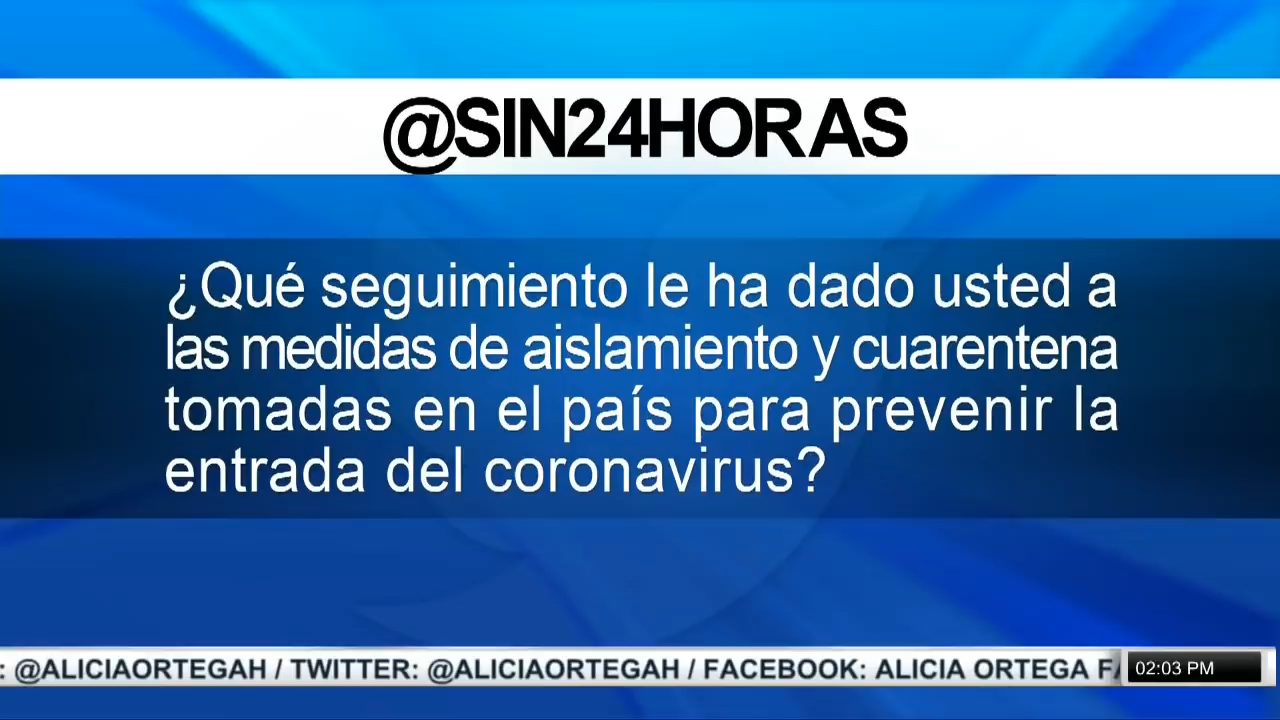 @SIN24HORAS
¿Qué seguimiento le ha dado usted a
las medidas de aislamiento y cuarentena
tomadas en el país para prevenir la
entrada del coronavirus?
: @ALICIAORTEGAH / TWITTER: @ALICIAORTEGAH / FACEBOOK: ALICIA ORTEGA
02:03 PM